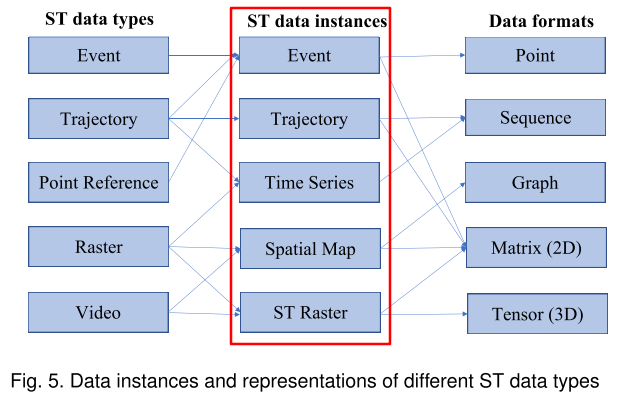 ST data types ST data instances Data formats
Event Event Point
Trajectory Trajectory Sequence
Point Reference Time Series Graph
Raster Spatial Map Matrix (2D)
Video ST Raster Tensor (3D)
Fig. 5. Data instances and representations of different ST data types